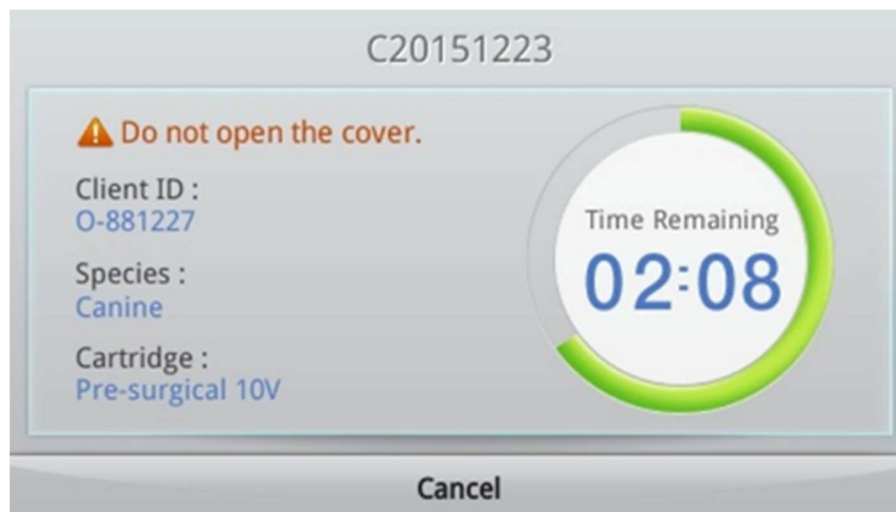 C20151223
Do not open the cover.
Client ID :
O-881227
Species :
Canine
Cartridge :
Pre-surgical 10V
Time Remaining
02:08
Cancel